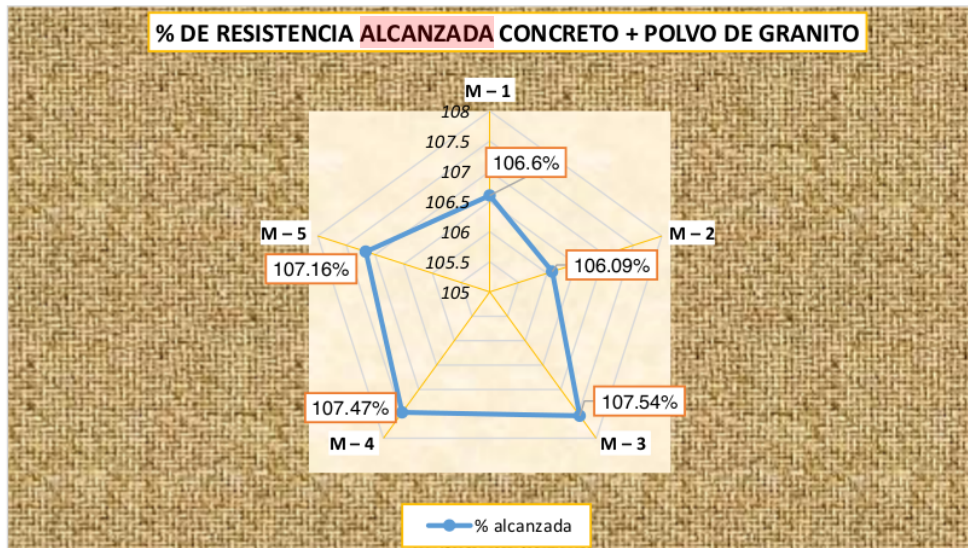 % DE RESISTENCIA ALCANZADA CONCRETO + POLVO DE GRANITO
M – 1
108
107.5
107
106.5
106
105.5
105
106.6%
M – 5
M – 2
107.16%
106.09%
107.47%
107.54%
M – 4
M – 3
% alcanzada